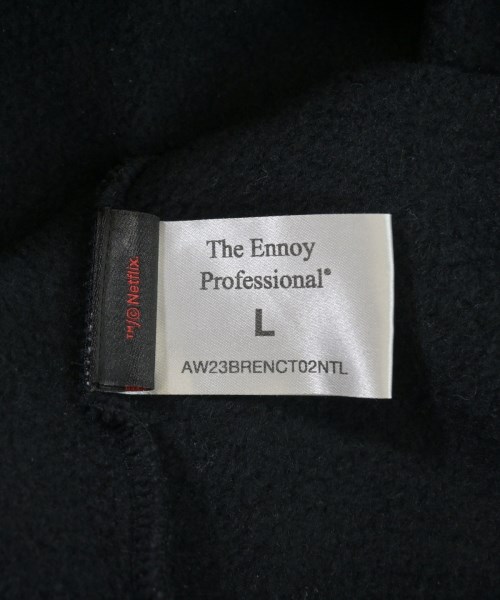 The Ennoy
Professional®
L
AW23BRENCT02NTL
™/© Netflix.